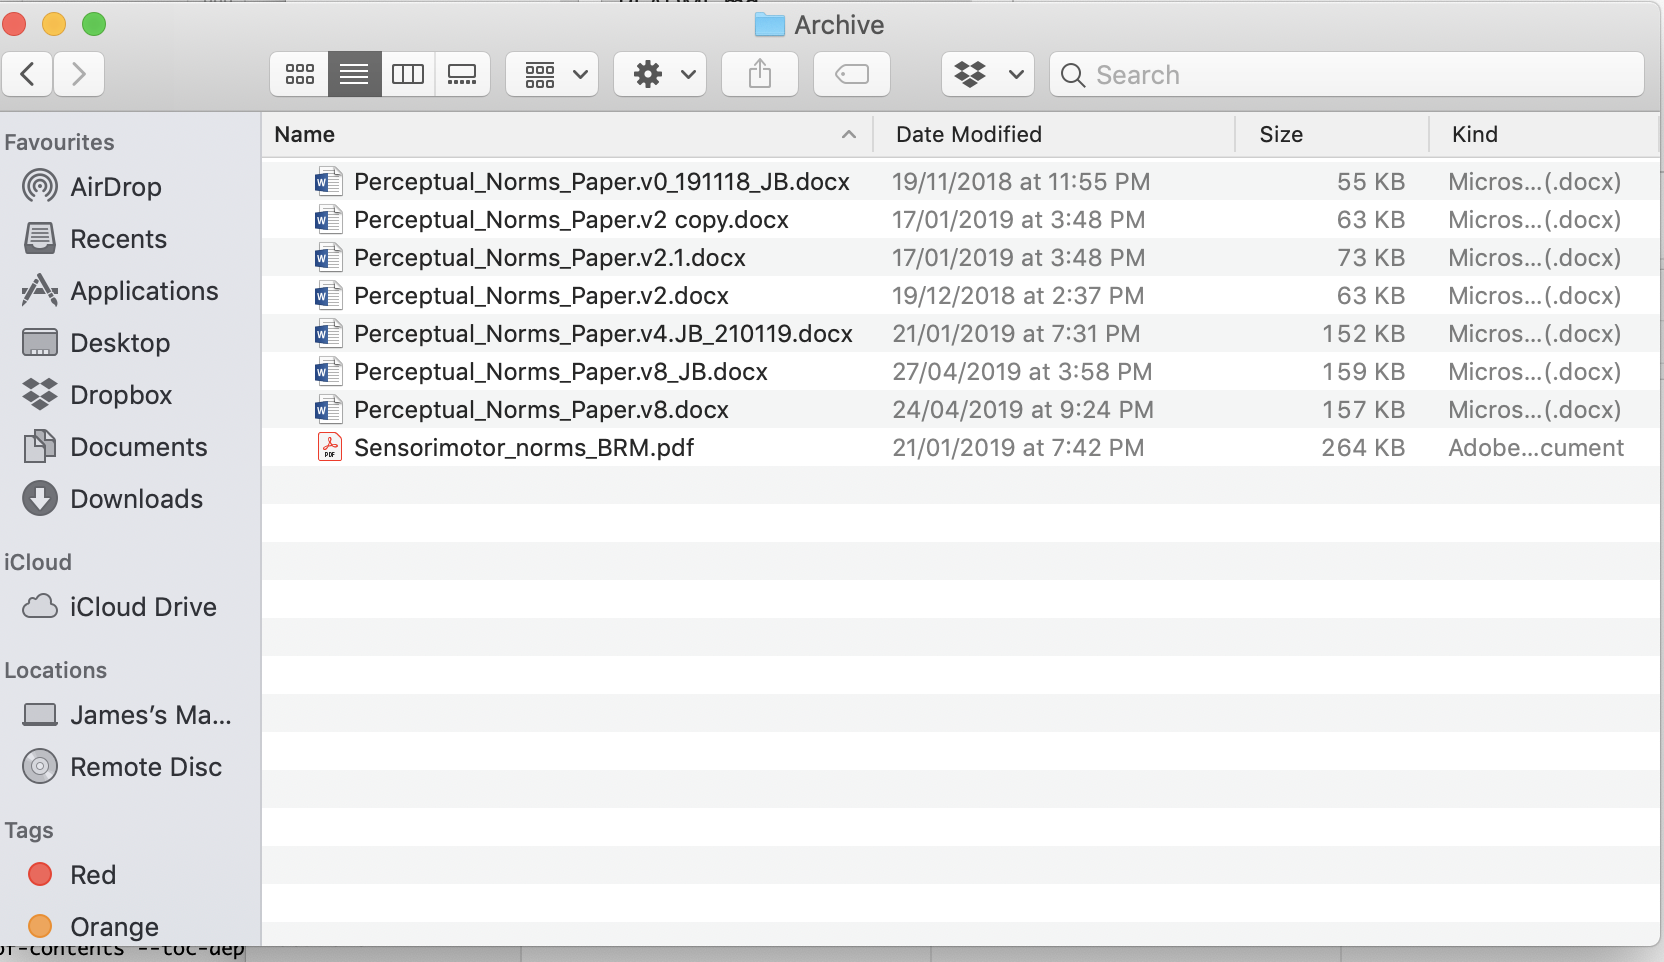 Archive
Search
Favourites
AirDrop
Recents
Applications
Desktop
Dropbox
Documents
Downloads
iCloud
iCloud Drive
Locations
James’s Ma...
Remote Disc
Tags
Red
Orange
Name Date Modified Size Kind
Perceptual_Norms_Paper.v0_191118_JB.docx 19/11/2018 at 11:55 PM 55 KB Micros...(.docx)
Perceptual_Norms_Paper.v2 copy.docx 17/01/2019 at 3:48 PM 63 KB Micros...(.docx)
Perceptual_Norms_Paper.v2.1.docx 17/01/2019 at 3:48 PM 73 KB Micros...(.docx)
Perceptual_Norms_Paper.v2.docx 19/12/2018 at 2:37 PM 63 KB Micros...(.docx)
Perceptual_Norms_Paper.v4.JB_210119.docx 21/01/2019 at 7:31 PM 152 KB Micros...(.docx)
Perceptual_Norms_Paper.v8_JB.docx 27/04/2019 at 3:58 PM 159 KB Micros...(.docx)
Perceptual_Norms_Paper.v8.docx 24/04/2019 at 9:24 PM 157 KB Micros...(.docx)
Sensorimotor_norms_BRM.pdf 21/01/2019 at 7:42 PM 264 KB Adobe...cument
of-contents --toc-dep